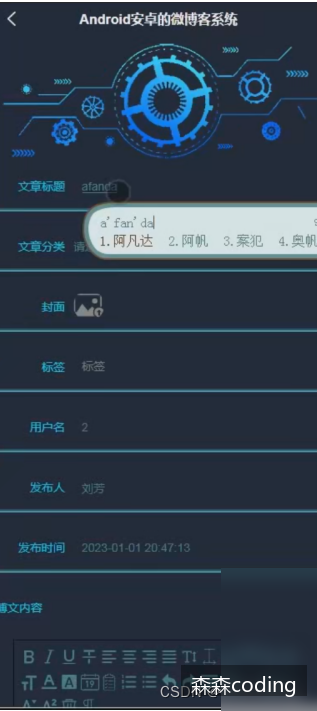 Android安卓的微博客系统
文章标题 afanda
a'fan'da
1.阿凡达 2.阿帆 3.案犯 4.奥帆
文章分类 请
封面
标签 标签
用户名 2
发布人 刘芳
发布时间 2023-01-01 20:47:13
博文内容
B I U
森森coding